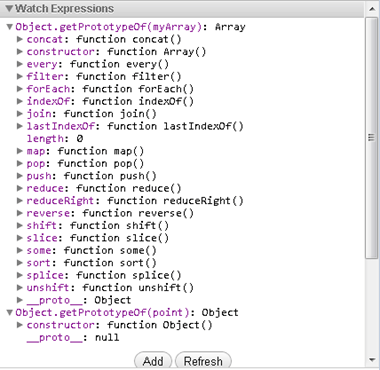 Watch Expressions
Object.getPrototypeOf(myArray): Array
concat: function concat()
constructor: function Array()
every: function every()
filter: function filter()
forEach: function forEach()
indexOf: function indexOf()
join: function join()
lastIndexOf: function lastIndexOf()
length: 0
map: function map()
pop: function pop()
push: function push()
reduce: function reduce()
reduceRight: function reduceRight()
reverse: function reverse()
shift: function shift()
slice: function slice()
some: function some()
sort: function sort()
splice: function splice()
unshift: function unshift()
__proto__: Object
Object.getPrototypeOf(point): Object
constructor: function Object()
__proto__: null
Add Refresh